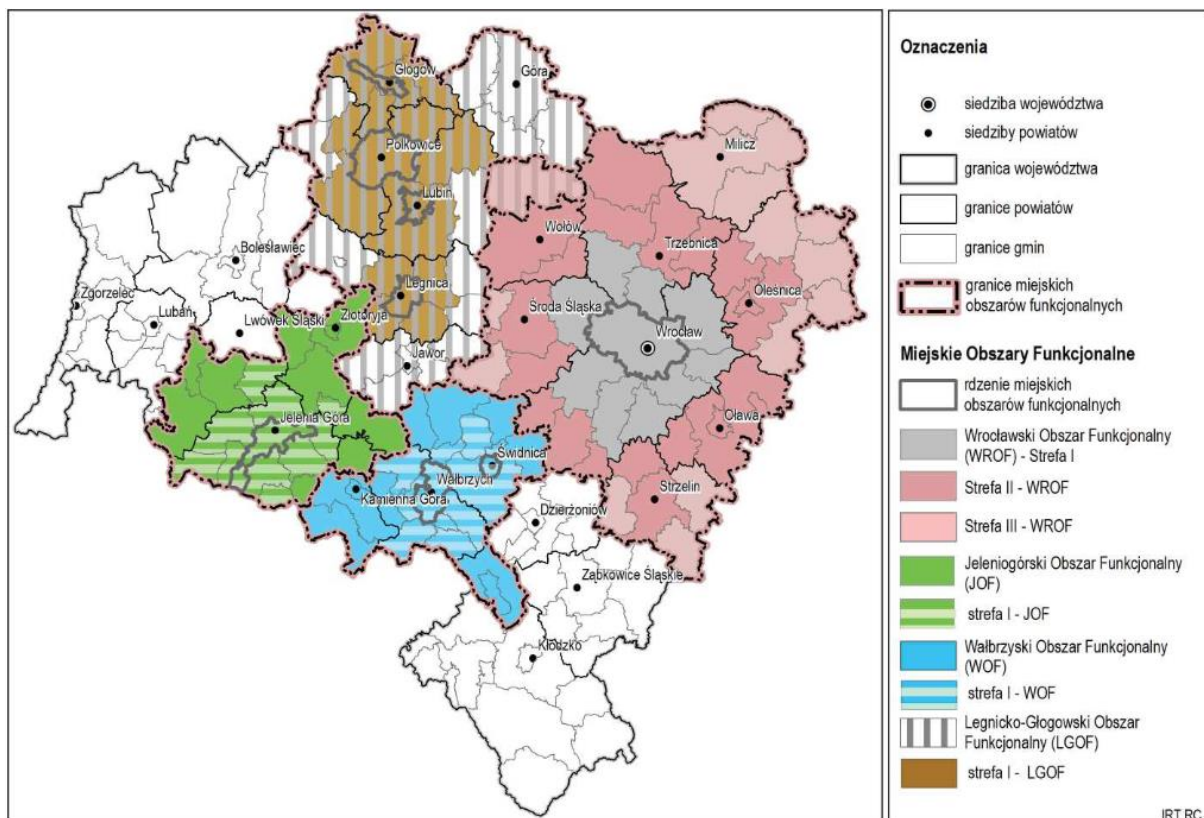 Głogów
Góra
Polkowice
Milicz
Lubin
Wołów
Trzebnica
Bolesławiec
Legnica
Oleśnica
Zgorzelec
Środa Śląska
Lubań
Lwówek Śląski
Złotoryja
Wrocław
Jawor
Jelenia Góra
Oława
Świdnica
Wałbrzych
Kamienna Góra
Strzelin
Dzierżoniów
Ząbkowice Śląskie
Kłodzko
Oznaczenia
siedziba województwa
siedziby powiatów
granica województwa
granice powiatów
granice gmin
granice miejskich
obszarów funkcjonalnych
Miejskie Obszary Funkcjonalne
rdzenie miejskich
obszarów funkcjonalnych
Wrocławski Obszar Funkcjonalny
(WROF) - Strefa I
Strefa II - WROF
Strefa III - WROF
Jeleniogórski Obszar Funkcjonalny
(JOF)
strefa I - JOF
Wałbrzyski Obszar Funkcjonalny
(WOF)
strefa I - WOF
Legnicko-Głogowski Obszar
Funkcjonalny (LGOF)
strefa I - LGOF
IRT RC